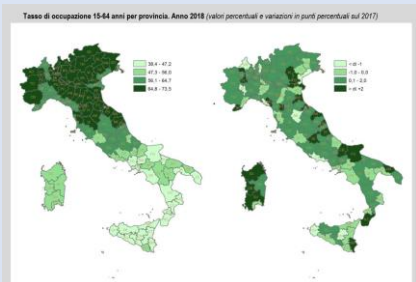 Tasso di occupazione 15-64 anni per provincia. Anno 2018 (valori percentuali e variazioni in punti percentuali sul 2017)
39,4 - 47,2
47,3 - 56,0
56,1 - 64,7
64,8 - 73,5
< di -1
-1,0 - 0,0
0,1 - 2,0
> di +2